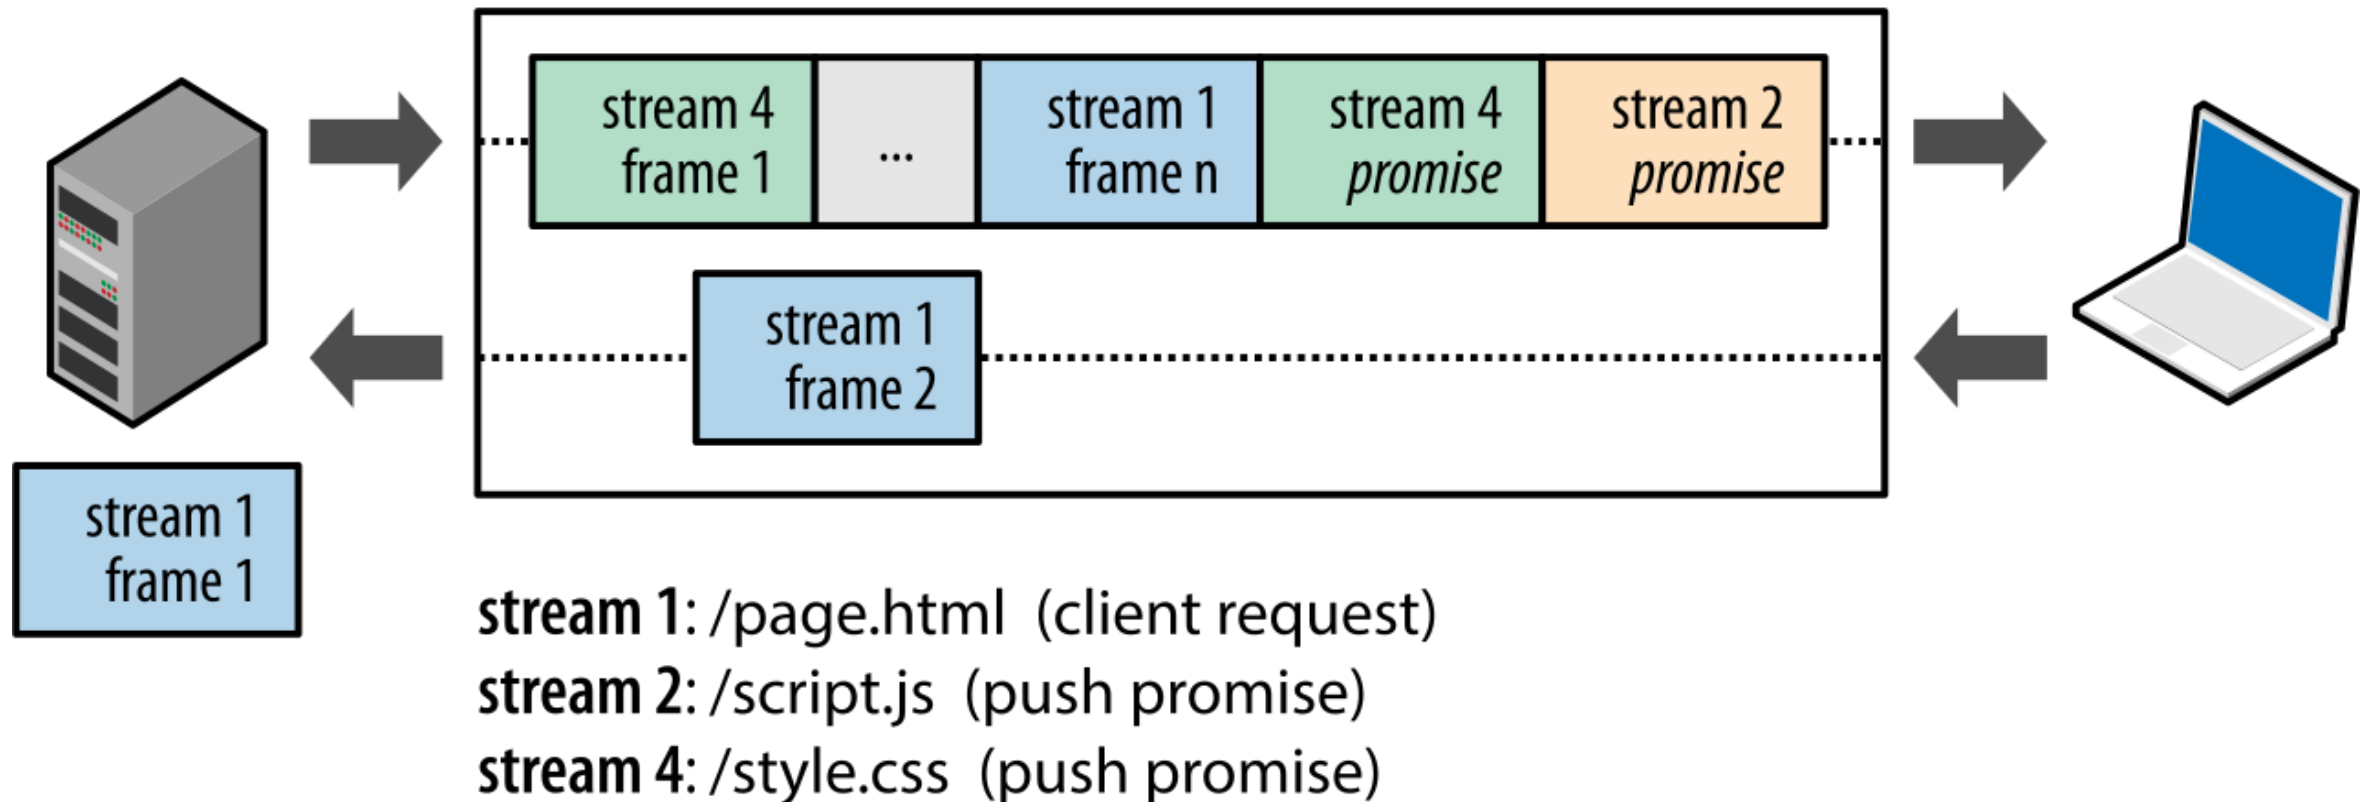 stream 4
frame 1
...
stream 1
frame n
stream 4
promise
stream 2
promise
stream 1
frame 2
stream 1
frame 1
stream 1: /page.html (client request)
stream 2: /script.js (push promise)
stream 4: /style.css (push promise)